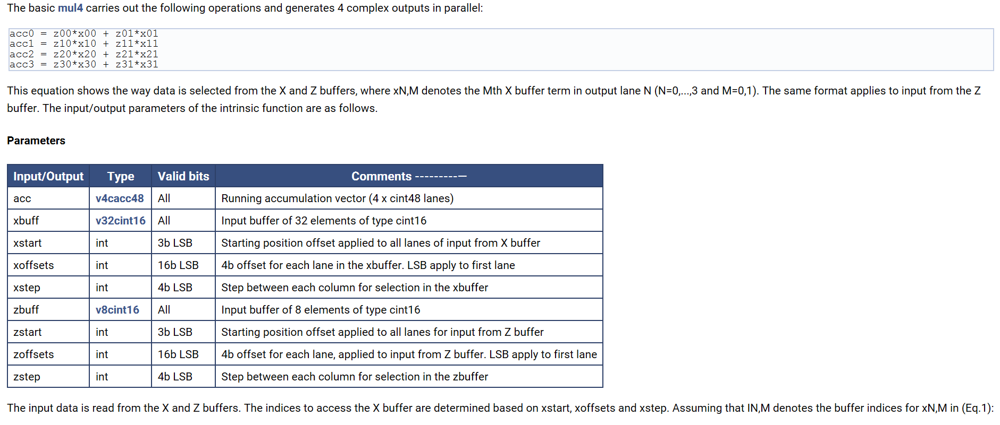 The basic mul4 carries out the following operations and generates 4 complex outputs in parallel:
acc0 = z00*x00 + z01*x01
acc1 = z10*x10 + z11*x11
acc2 = z20*x20 + z21*x21
acc3 = z30*x30 + z31*x31
This equation shows the way data is selected from the X and Z buffers, where xN,M denotes the Mth X buffer term in output lane N (N=0,...,3 and M=0,1). The same format applies to input from the Z
buffer. The input/output parameters of the intrinsic function are as follows.
Parameters
Input/Output Type Valid bits Comments ---------—
acc v4cacc48 All Running accumulation vector (4 x cint48 lanes)
xbuff v32cint16 All Input buffer of 32 elements of type cint16
xstart int 3b LSB Starting position offset applied to all lanes of input from X buffer
xoffsets int 16b LSB 4b offset for each lane in the xbuffer. LSB apply to first lane
xstep int 4b LSB Step between each column for selection in the xbuffer
zbuff v8cint16 All Input buffer of 8 elements of type cint16
zstart int 3b LSB Starting position offset applied to all lanes for input from Z buffer
zoffsets int 16b LSB 4b offset for each lane, applied to input from Z buffer. LSB apply to first lane
zstep int 4b LSB Step between each column for selection in the zbuffer
The input data is read from the X and Z buffers. The indices to access the X buffer are determined based on xstart, xoffsets and xstep. Assuming that IN,M denotes the buffer indices for xN,M in (Eq.1):